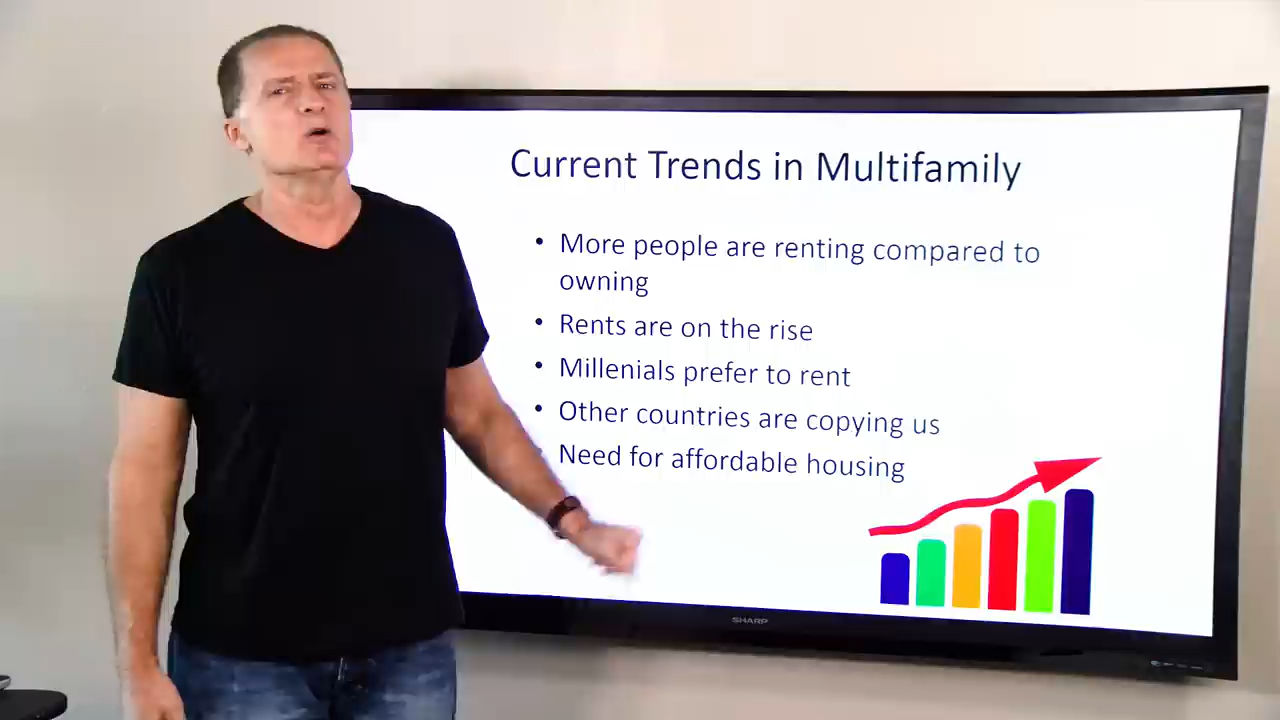 Current Trends in Multifamily
• More people are renting compared to
owning
• Rents are on the rise
• Millenials prefer to rent
• Other countries are copying us
Need for affordable housing
SHARP